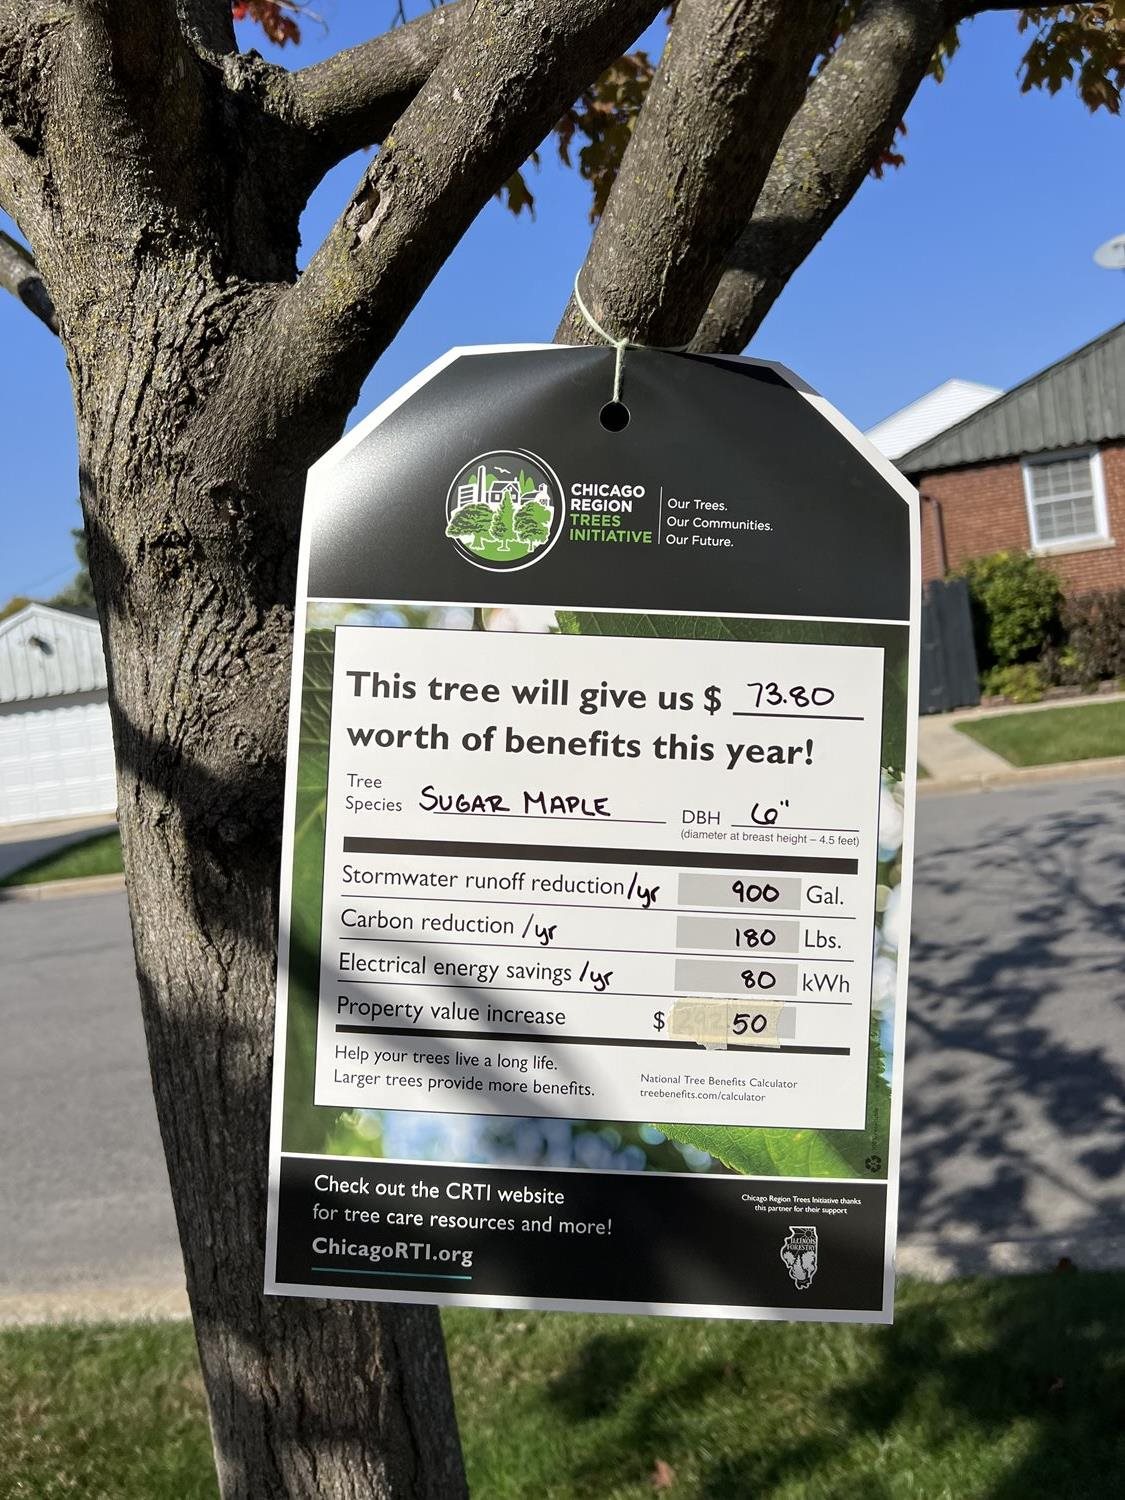 CHICAGO
REGION
TREES
INITIATIVE
Our Trees.
Our Communities.
Our Future.
This tree will give us $ 73.80
worth of benefits this year!
Tree
Species SUGAR MAPLE DBH 6"
(diameter at breast height – 4.5 feet)
Stormwater runoff reduction/yr 900 Gal.
Carbon reduction /yr 180 Lbs.
Electrical energy savings /yr 80 kWh
Property value increase $ 50
Help your trees live a long life.
Larger trees provide more benefits.
National Tree Benefits Calculator
treebenefits.com/calculator
Check out the CRTI website
for tree care resources and more!
ChicagoRTI.org
Chicago Region Trees Initiative thanks
this partner for their support
ILLINOIS
FORESTRY